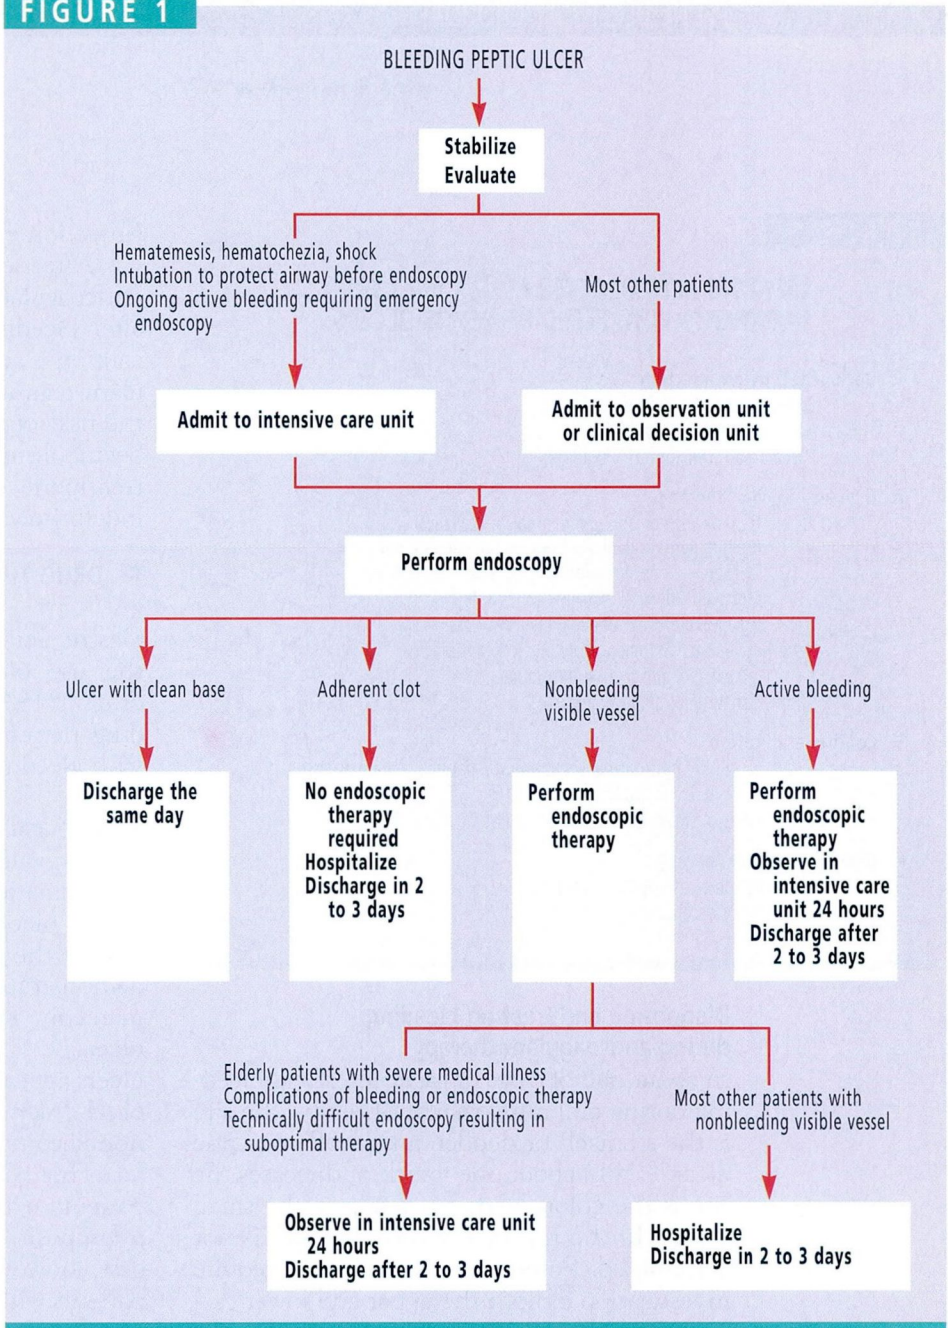 FIGURE 1
BLEEDING PEPTIC ULCER
Stabilize
Evaluate
Hematemesis, hematochezia, shock
Intubation to protect airway before endoscopy
Ongoing active bleeding requiring emergency
endoscopy
Most other patients
Admit to intensive care unit
Admit to observation unit
or clinical decision unit
Perform endoscopy
Ulcer with clean base
Adherent clot
Nonbleeding
visible vessel
Active bleeding
Discharge the
same day
No endoscopic
therapy
required
Hospitalize
Discharge in 2
to 3 days
Perform
endoscopic
therapy
Perform
endoscopic
therapy
Observe in
intensive care
unit 24 hours
Discharge after
2 to 3 days
Elderly patients with severe medical illness
Complications of bleeding or endoscopic therapy
Technically difficult endoscopy resulting in
suboptimal therapy
Most other patients with
nonbleeding visible vessel
Observe in intensive care unit
24 hours
Discharge after 2 to 3 days
Hospitalize
Discharge in 2 to 3 days